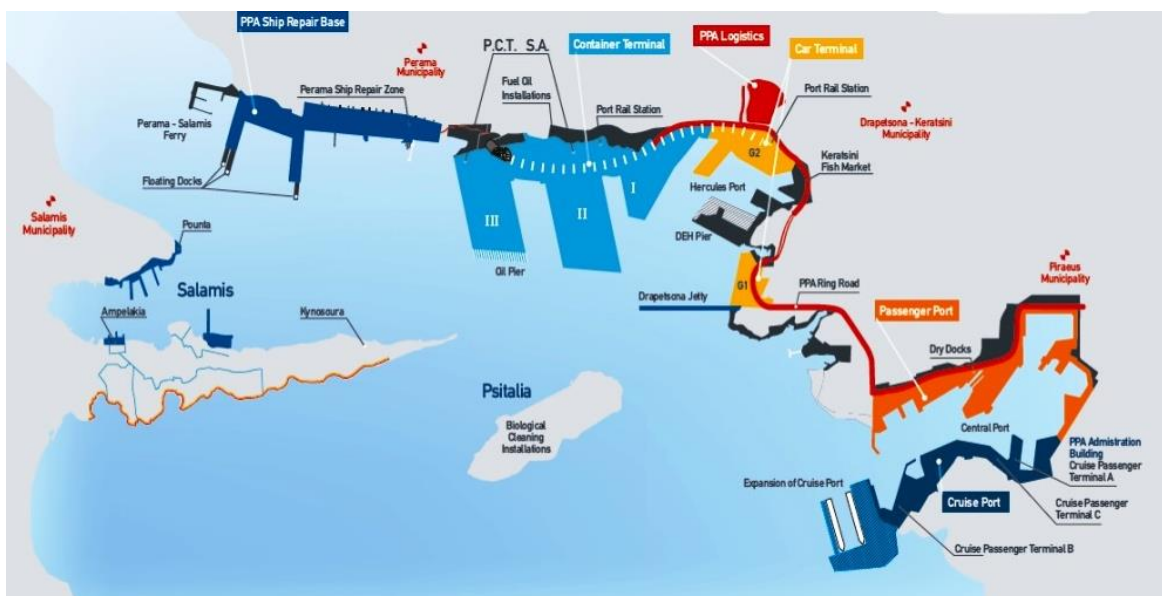 PPA Ship Repair Base
P.C.T. S.A.
Container Terminal
PPA Logistics
Car Terminal
Perama
Municipality
Fuel Oil
Installations
Port Rail Station
Port Rail Station
Perama Ship Repair Zone
Perama - Salamis
Ferry
Drapetsona - Keratsini
Municipality
Floating Docks
Keratsini
Fish Market
G2
I
II
III
Hercules Port
DEH Pier
Oil Pier
Salamis
Municipality
Pounta
Salamis
Ampelakia
Kynosoura
G1
Drapetsona Jetty
PPA Ring Road
Piraeus
Municipality
Passenger Port
Dry Docks
Psitalia
Biological
Cleaning
Installations
Central Port
PPA Admistration
Building
Cruise Passenger
Terminal A
Expansion of Cruise Port
Cruise Port
Cruise Passenger
Terminal C
Cruise Passenger Terminal B